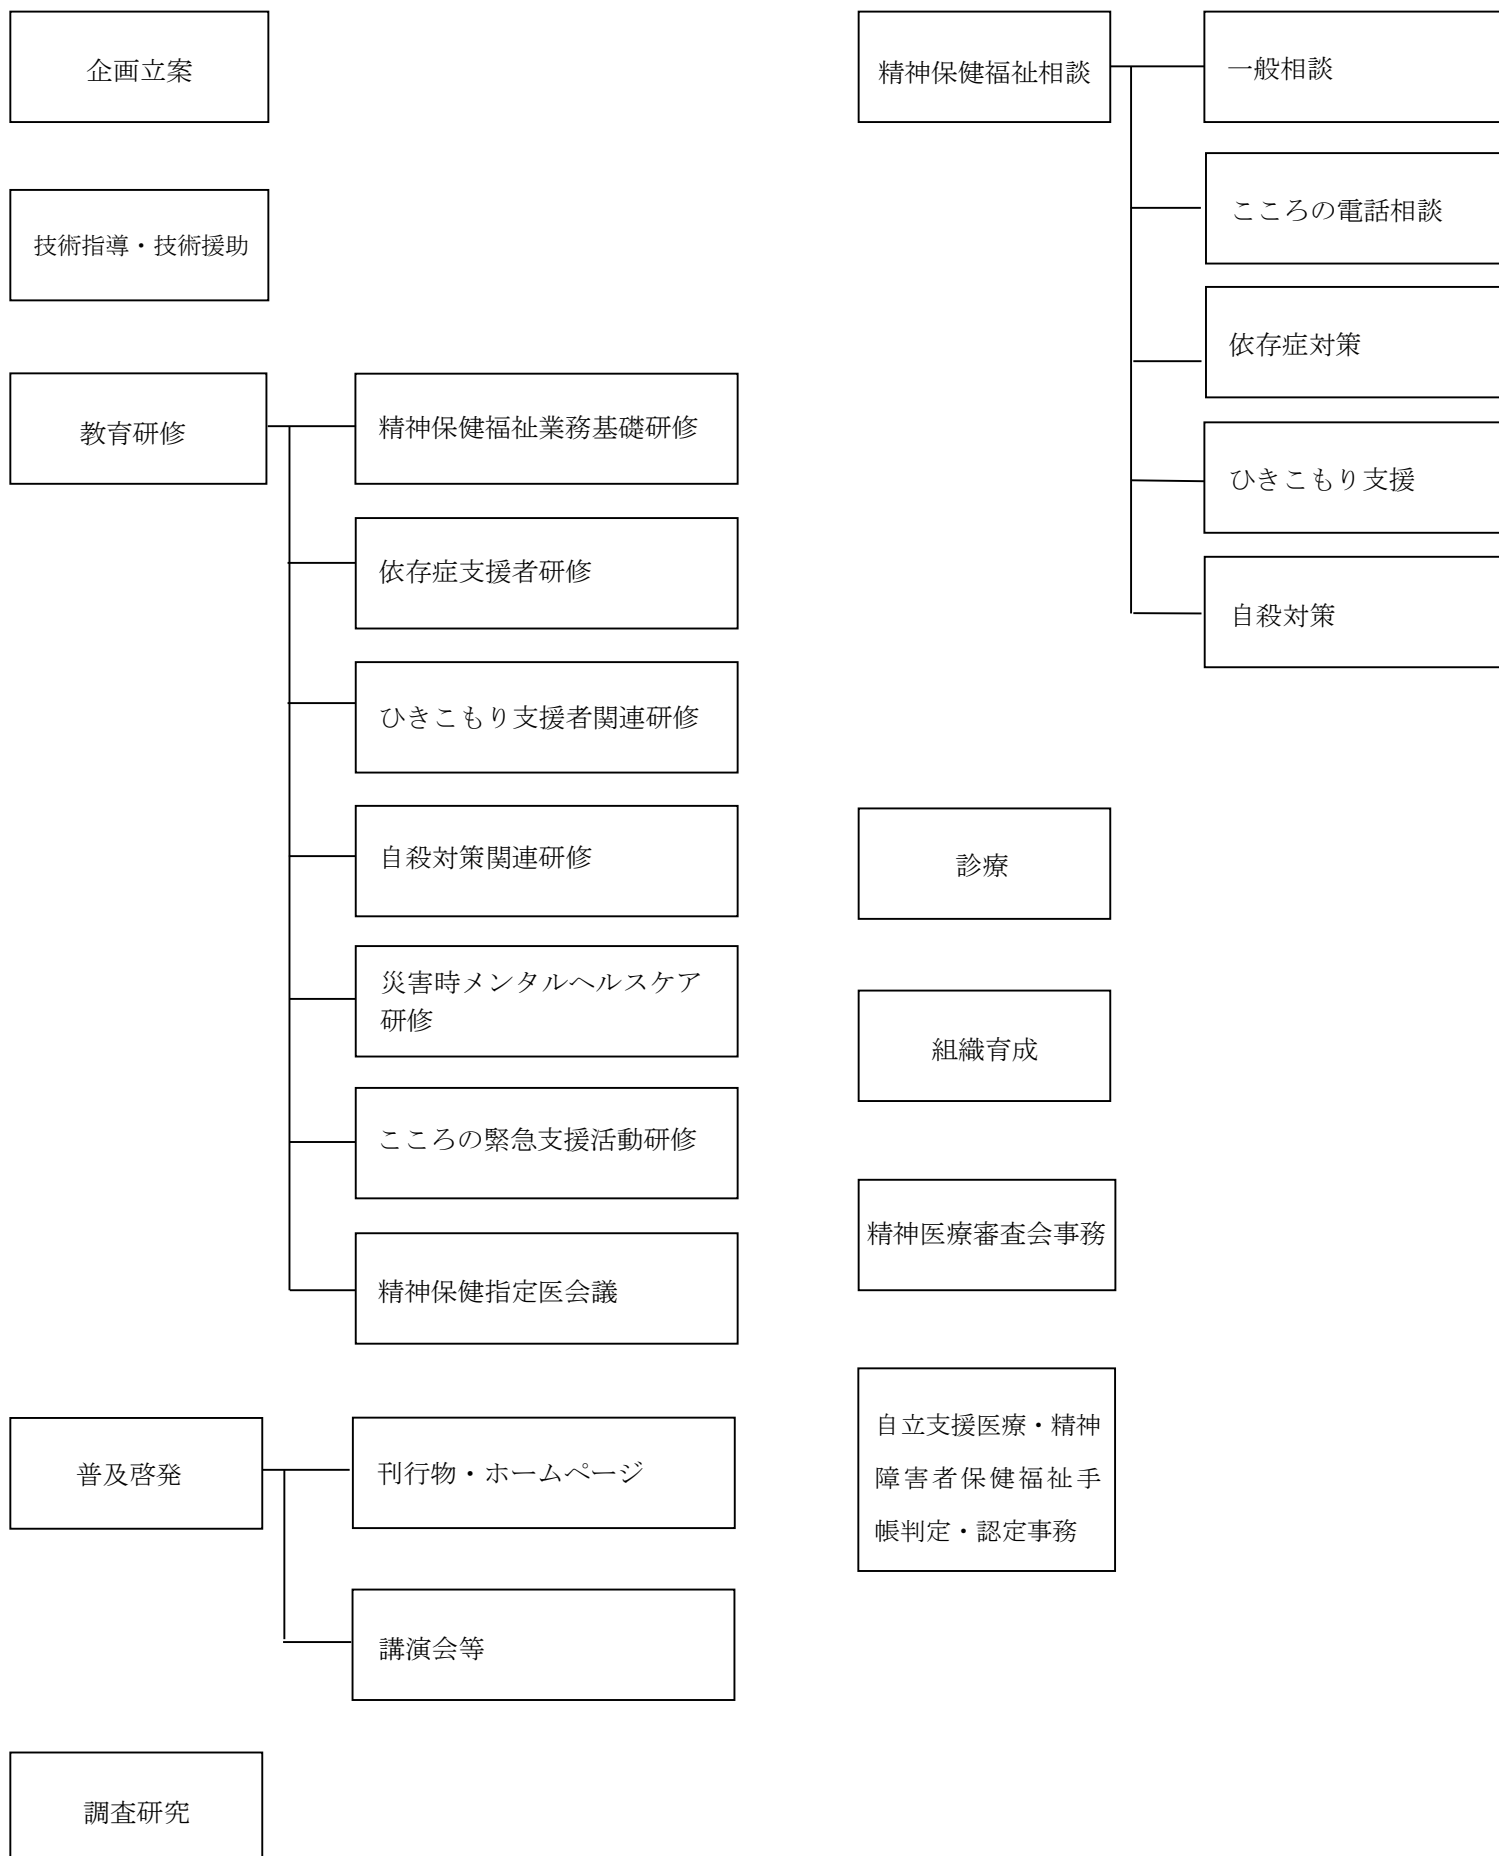 企画立案
技術指導・技術援助
教育研修
精神保健福祉業務基礎研修
依存症支援者研修
ひきこもり支援者関連研修
自殺対策関連研修
災害時メンタルヘルスケア
研修
こころの緊急支援活動研修
精神保健指定医会議
普及啓発
刊行物・ホームページ
講演会等
調査研究
精神保健福祉相談
一般相談
こころの電話相談
依存症対策
ひきこもり支援
自殺対策
診療
組織育成
精神医療審査会事務
自立支援医療・精神
障害者保健福祉手
帳判定・認定事務